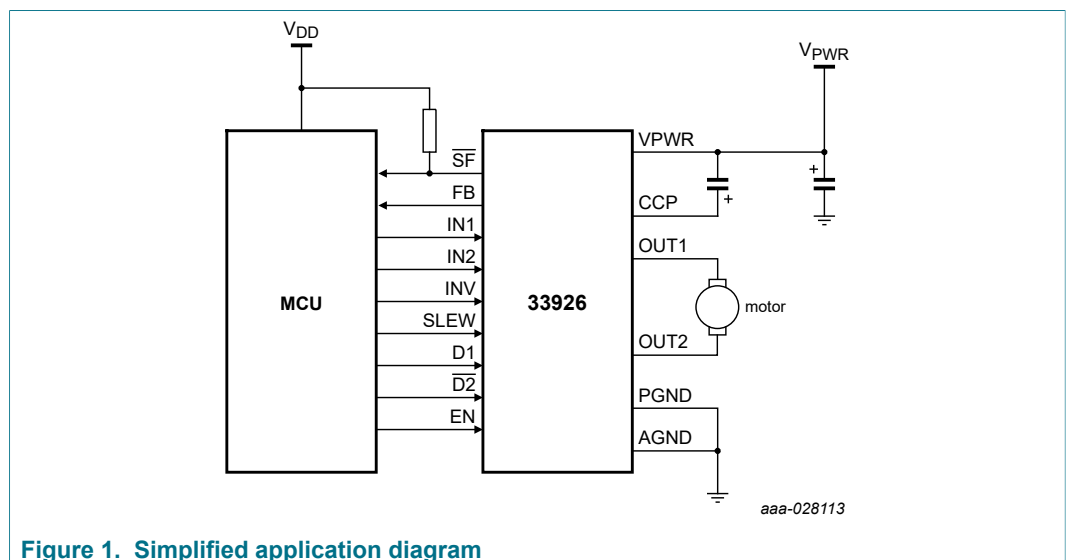 VDD
VPWR
MCU
SF
FB
IN1
IN2
INV
SLEW
D1
D2
EN
33926
VPWR
CCP
OUT1
OUT2
PGND
AGND
+
+
motor
aaa-028113
Figure 1. Simplified application diagram